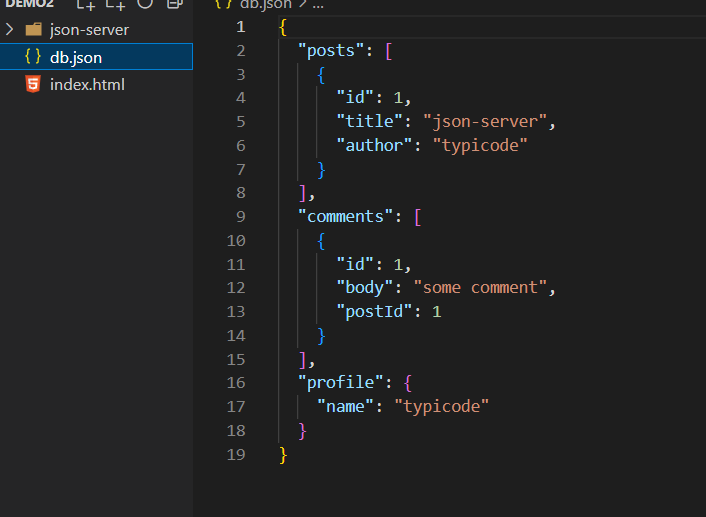 DEMO2
json-server
db.json
index.html
db.json > ...
1 {
2 "posts": [
3 {
4 "id": 1,
5 "title": "json-server",
6 "author": "typicode"
7 }
8 ],
9 "comments": [
10 {
11 "id": 1,
12 "body": "some comment",
13 "postId": 1
14 }
15 ],
16 "profile": {
17 "name": "typicode"
18 }
19 }